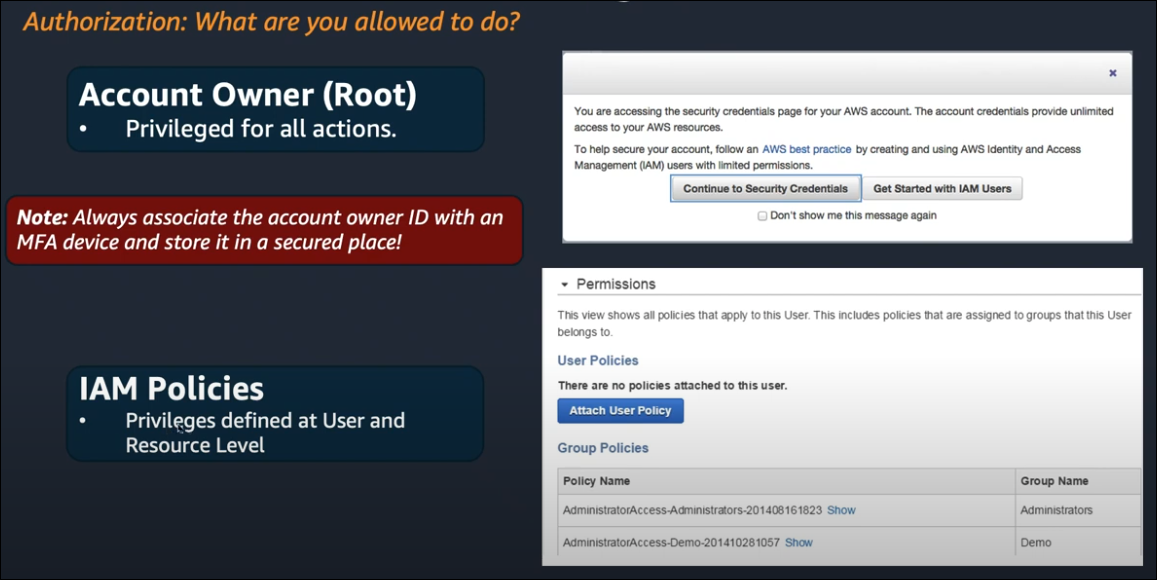 Authorization: What are you allowed to do?
Account Owner (Root)
• Privileged for all actions.
Note: Always associate the account owner ID with an
MFA device and store it in a secured place!
IAM Policies
• Privileges defined at User and
Resource Level
×
You are accessing the security credentials page for your AWS account. The account credentials provide unlimited
access to your AWS resources.
To help secure your account, follow an AWS best practice by creating and using AWS Identity and Access
Management (IAM) users with limited permissions.
Continue to Security Credentials Get Started with IAM Users
Don't show me this message again
Permissions
This view shows all policies that apply to this User. This includes policies that are assigned to groups that this User
belongs to.
User Policies
There are no policies attached to this user.
Attach User Policy
Group Policies
Policy Name Group Name
AdministratorAccess-Administrators-201408161823 Show Administrators
AdministratorAccess-Demo-201410281057 Show Demo